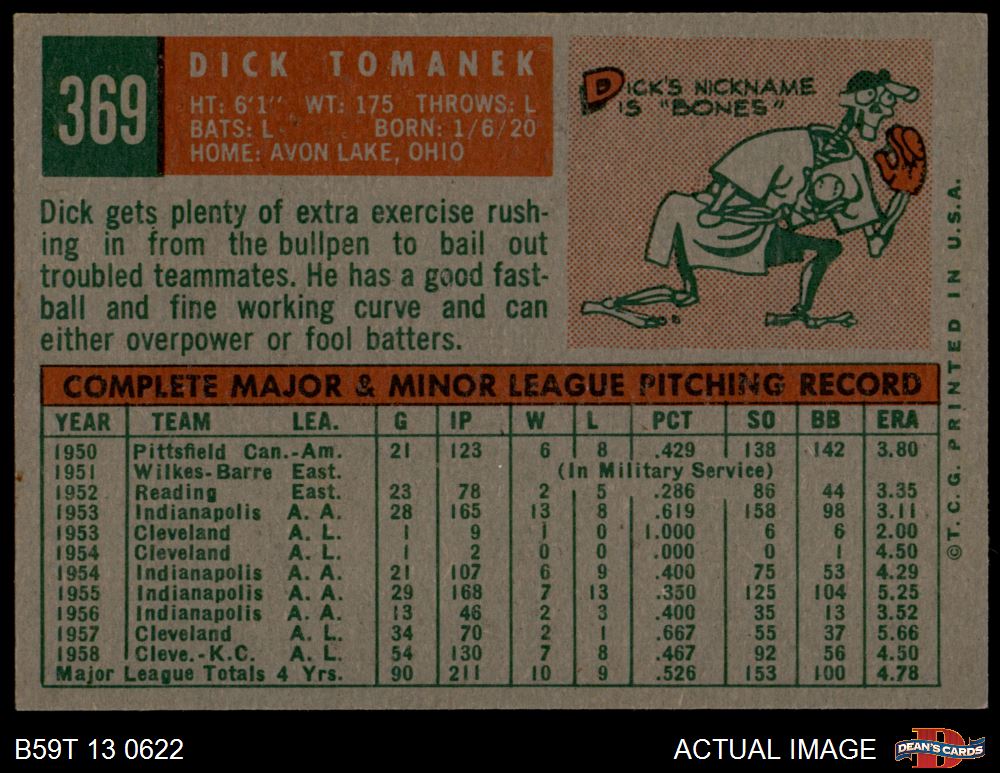 369
DICK TOMANEK
HT: 6'1" WT: 175 THROWS: L
BATS: L BORN: 1/6/20
HOME: AVON LAKE, OHIO
DICK'S NICKNAME
IS "BONES"
Dick gets plenty of extra exercise rush-
ing in from the bullpen to bail out
troubled teammates. He has a good fast-
ball and fine working curve and can
either overpower or fool batters.
COMPLETE MAJOR & MINOR LEAGUE PITCHING RECORD
YEAR TEAM LEA. G IP W L PCT SO BB ERA
1950 Pittsfield Can.-Am. 21 123 6 8 .429 138 142 3.80
1951 Wilkes-Barre East. (In Military Service)
1952 Reading East. 23 78 2 5 .286 86 44 3.35
1953 Indianapolis A. A. 28 165 13 8 .619 158 98 3.11
1953 Cleveland A. L. 1 9 1 0 1.000 6 6 2.00
1954 Cleveland A. L. 1 2 0 0 .000 0 1 4.50
1954 Indianapolis A. A. 21 107 6 9 .400 75 53 4.29
1955 Indianapolis A. A. 29 168 7 13 .350 125 104 5.25
1956 Indianapolis A. A. 13 46 2 3 .400 35 13 3.52
1957 Cleveland A. L. 34 70 2 1 .667 55 37 5.66
1958 Cleve.-K.C. A. L. 54 130 7 8 .467 92 56 4.50
Major League Totals 4 Yrs. 90 211 10 9 .526 153 100 4.78
©T.C.G. PRINTED IN U.S.A.
B59T 13 0622
ACTUAL IMAGE
D
DEAN'S CARDS